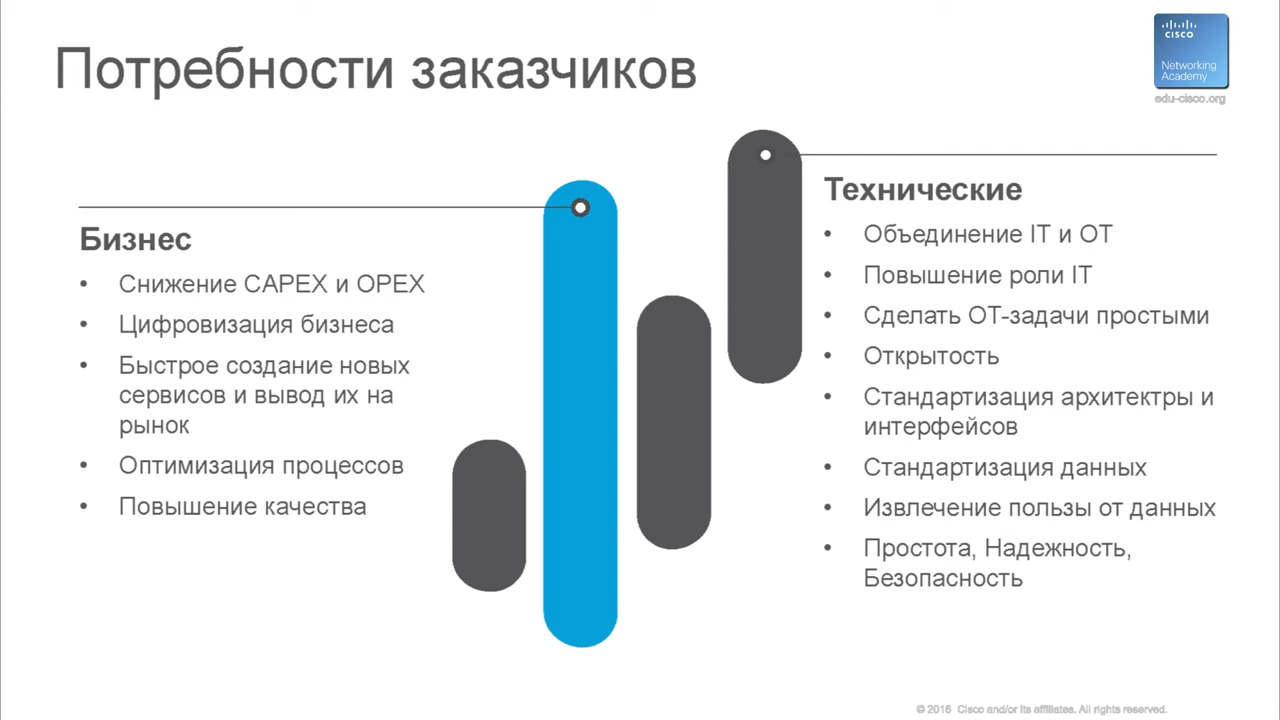 Потребности заказчиков
cisco
Networking
Academy
edu-cisco.org
Бизнес
• Снижение CAPEX и OPEX
• Цифровизация бизнеса
• Быстрое создание новых
сервисов и вывод их на
рынок
• Оптимизация процессов
• Повышение качества
Технические
• Объединение IT и OT
• Повышение роли IT
• Сделать OT-задачи простыми
• Открытость
• Стандартизация архитектры и
интерфейсов
• Стандартизация данных
• Извлечение пользы от данных
• Простота, Надежность,
Безопасность
© 2016 Cisco and/or its affiliates. All rights reserved.